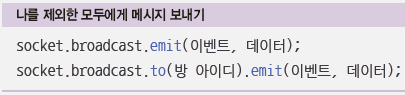 나를 제외한 모두에게 메시지 보내기
socket.broadcast.emit(이벤트, 데이터);
socket.broadcast.to(방 아이디).emit(이벤트, 데이터);